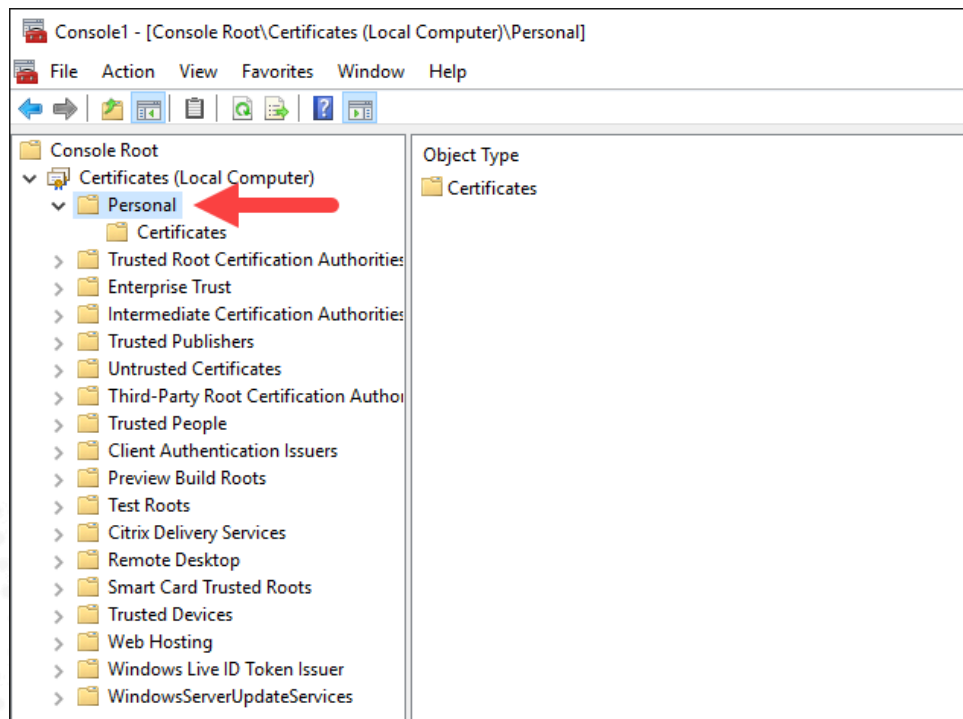 Console1 - [Console Root\Certificates (Local Computer)\Personal]
File Action View Favorites Window Help
Console Root
Certificates (Local Computer)
Personal
Certificates
Trusted Root Certification Authorities
Enterprise Trust
Intermediate Certification Authorities
Trusted Publishers
Untrusted Certificates
Third-Party Root Certification
Trusted People
Client Authentication Issuers
Preview Build Roots
Test Roots
Citrix Delivery Services
Remote Desktop
Smart Card Trusted Roots
Trusted Devices
Web Hosting
Windows Live ID Token Issuer
WindowsServerUpdateServices
Object Type
Certificates